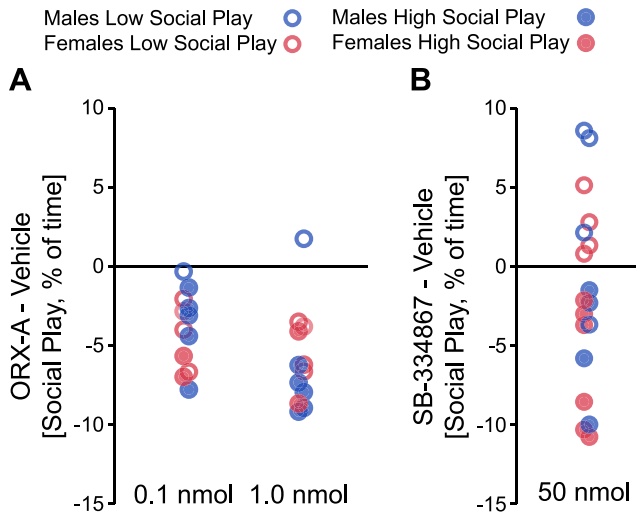 Males Low Social Play
Males High Social Play
Females Low Social Play
Females High Social Play
A
B
ORX-A - Vehicle
[Social Play, % of time]
10
5
0
-5
-10
-15
0.1 nmol
1.0 nmol
SB-334867 - Vehicle
[Social Play, % of time]
10
5
0
-5
-10
-15
50 nmol